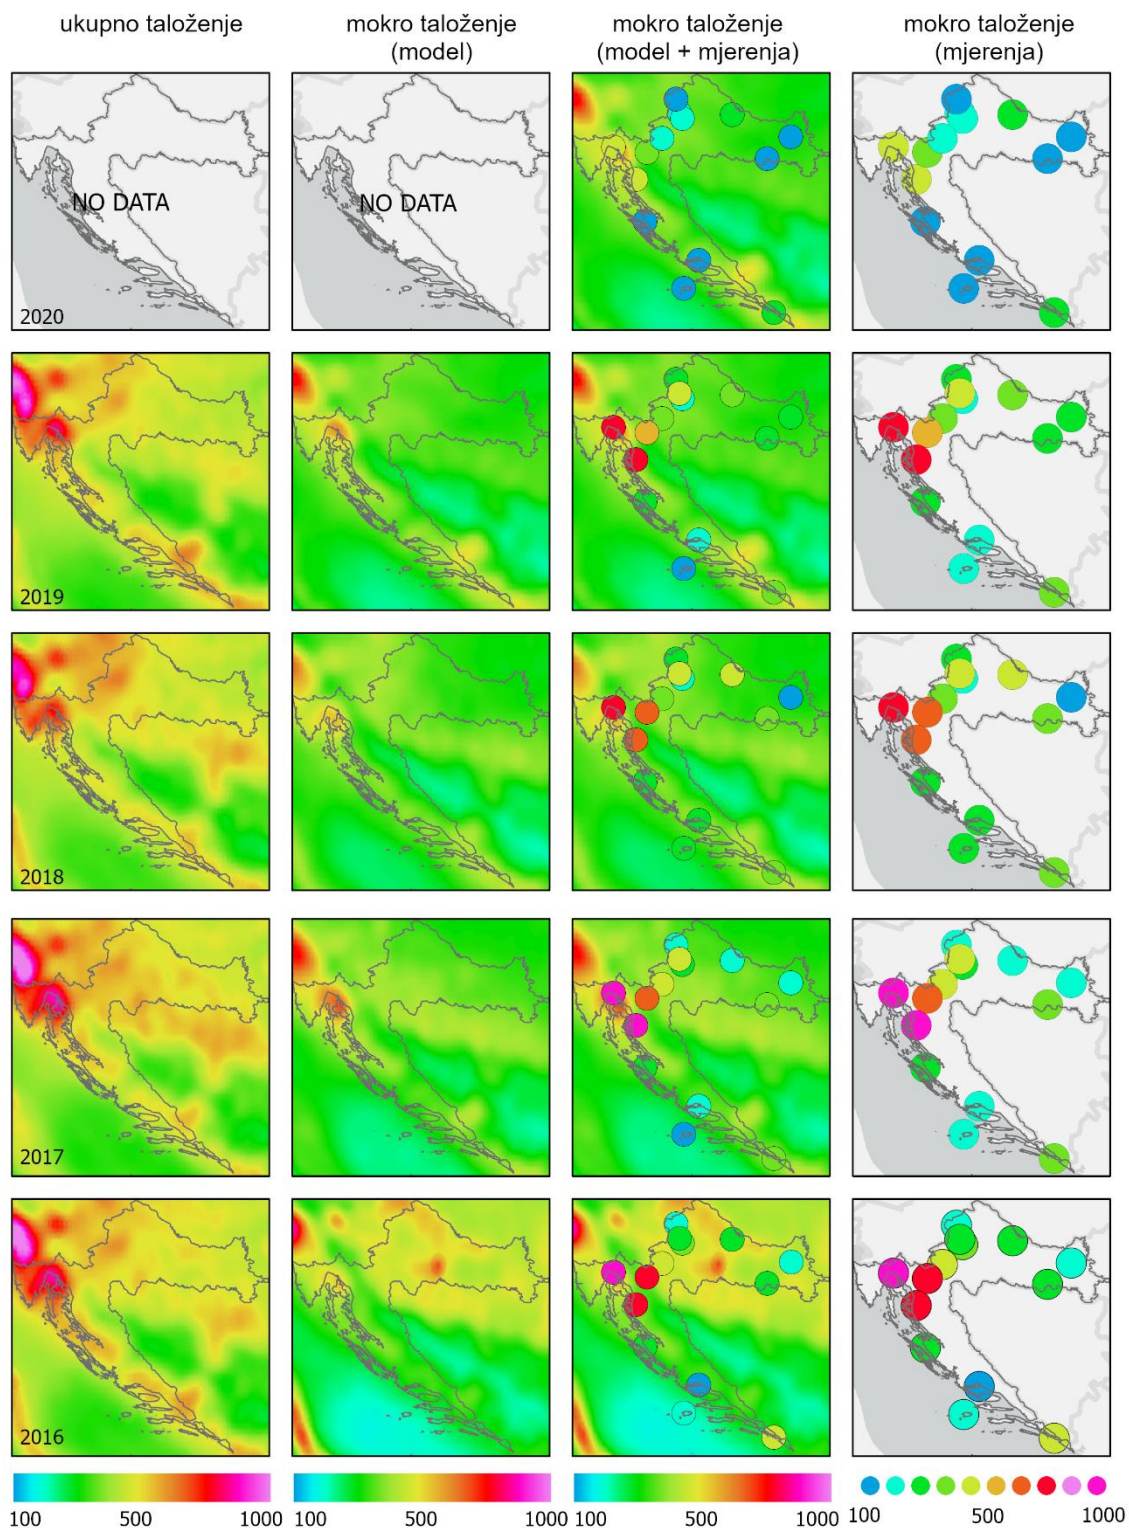 ukupno taloženje
mokro taloženje
(model)
mokro taloženje
(model + mjerenja)
mokro taloženje
(mjerenja)
NO DATA
NO DATA
2020
2019
2018
2017
2016
100 500 1000
100 500 1000
100 500 1000
100 500 1000